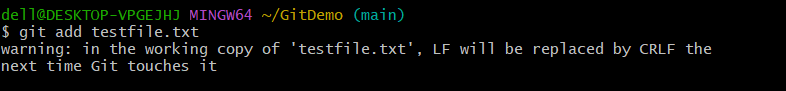 dell@DESKTOP-VPGEJHJ MINGW64 ~/GitDemo (main)
$ git add testfile.txt
warning: in the working copy of 'testfile.txt', LF will be replaced by CRLF the
next time Git touches it